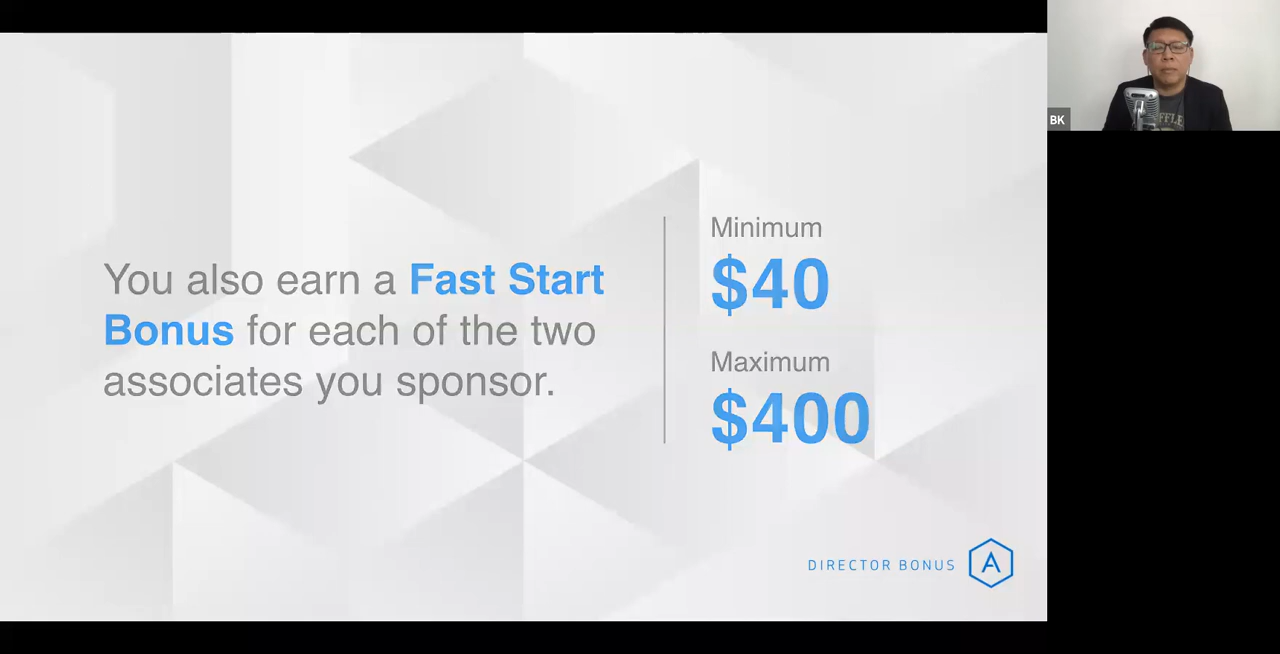 You also earn a Fast Start
Bonus for each of the two
associates you sponsor.
Minimum
$40
Maximum
$400
DIRECTOR BONUS
A
BK